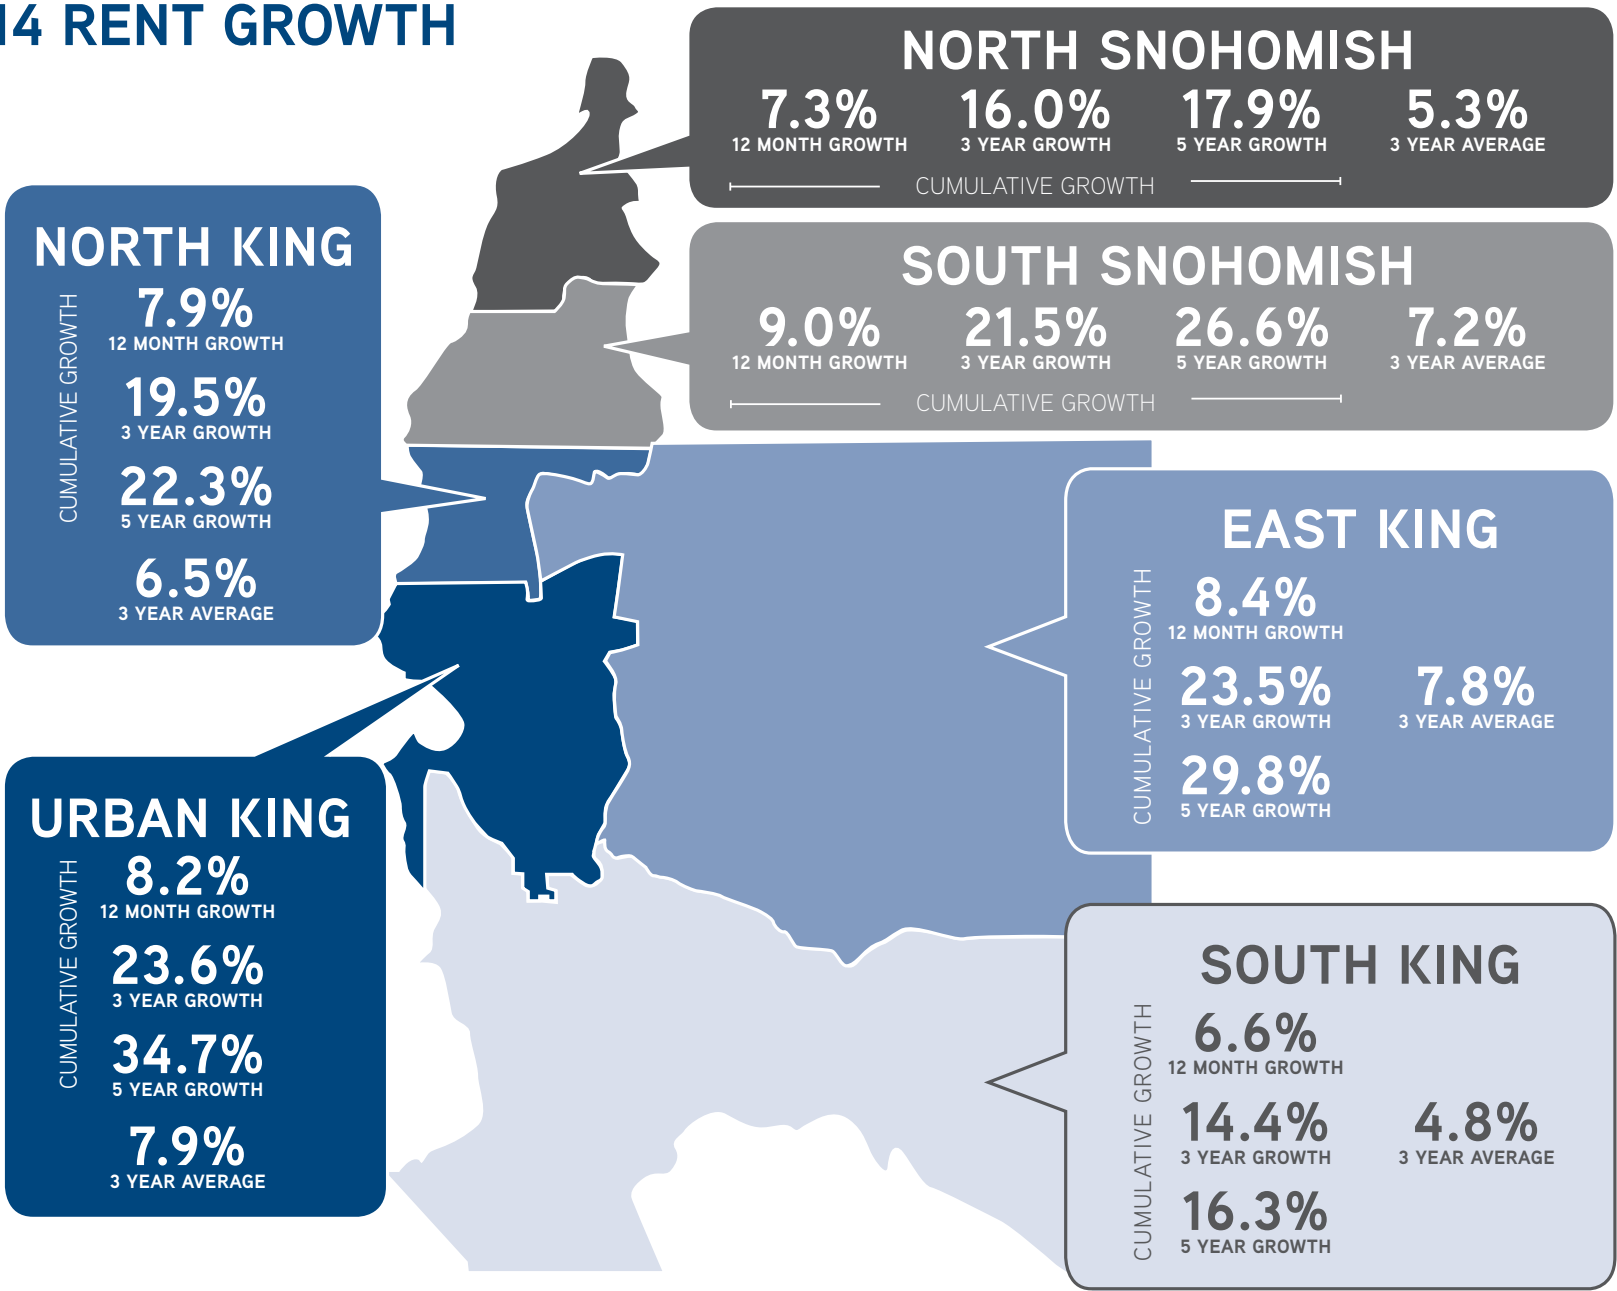 14 RENT GROWTH
NORTH SNOHOMISH
7.3% 16.0% 17.9% 5.3%
12 MONTH GROWTH 3 YEAR GROWTH 5 YEAR GROWTH 3 YEAR AVERAGE
CUMULATIVE GROWTH
SOUTH SNOHOMISH
9.0% 21.5% 26.6% 7.2%
12 MONTH GROWTH 3 YEAR GROWTH 5 YEAR GROWTH 3 YEAR AVERAGE
CUMULATIVE GROWTH
NORTH KING
CUMULATIVE GROWTH
7.9%
12 MONTH GROWTH
19.5%
3 YEAR GROWTH
22.3%
5 YEAR GROWTH
6.5%
3 YEAR AVERAGE
EAST KING
CUMULATIVE GROWTH
8.4%
12 MONTH GROWTH
23.5% 7.8%
3 YEAR GROWTH 3 YEAR AVERAGE
29.8%
5 YEAR GROWTH
URBAN KING
CUMULATIVE GROWTH
8.2%
12 MONTH GROWTH
23.6%
3 YEAR GROWTH
34.7%
5 YEAR GROWTH
7.9%
3 YEAR AVERAGE
SOUTH KING
CUMULATIVE GROWTH
6.6%
12 MONTH GROWTH
14.4% 4.8%
3 YEAR GROWTH 3 YEAR AVERAGE
16.3%
5 YEAR GROWTH